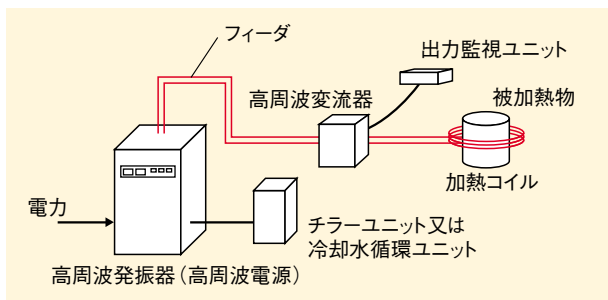 フィーダ
出力監視ユニット
高周波変流器
被加熱物
加熱コイル
電力
チラーユニット又は
冷却水循環ユニット
高周波発振器（高周波電源）